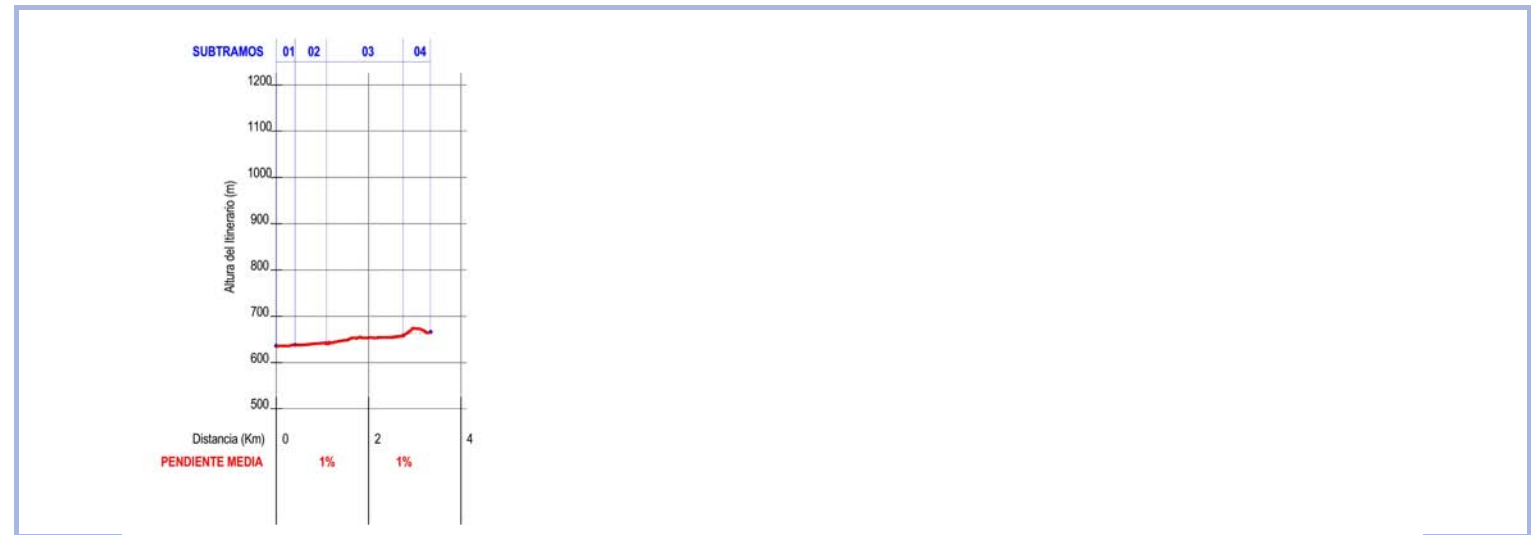 SUBTRAMOS 01 02 03 04
1200
1100
1000
900
800
700
600
500
Altura del Itinerario (m)
Distancia (Km) 0 2 4
PENDIENTE MEDIA 1% 1%